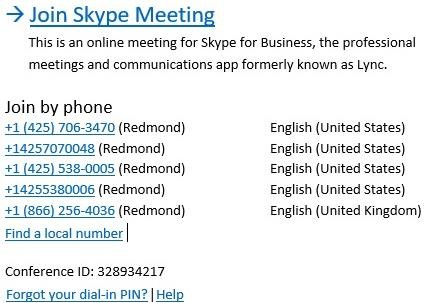 → Join Skype Meeting
This is an online meeting for Skype for Business, the professional
meetings and communications app formerly known as Lync.
Join by phone
+1 (425) 706-3470 (Redmond) English (United States)
+14257070048 (Redmond) English (United States)
+1 (425) 538-0005 (Redmond) English (United States)
+14255380006 (Redmond) English (United States)
+1 (866) 256-4036 (Redmond) English (United Kingdom)
Find a local number
Conference ID: 328934217
Forgot your dial-in PIN? | Help